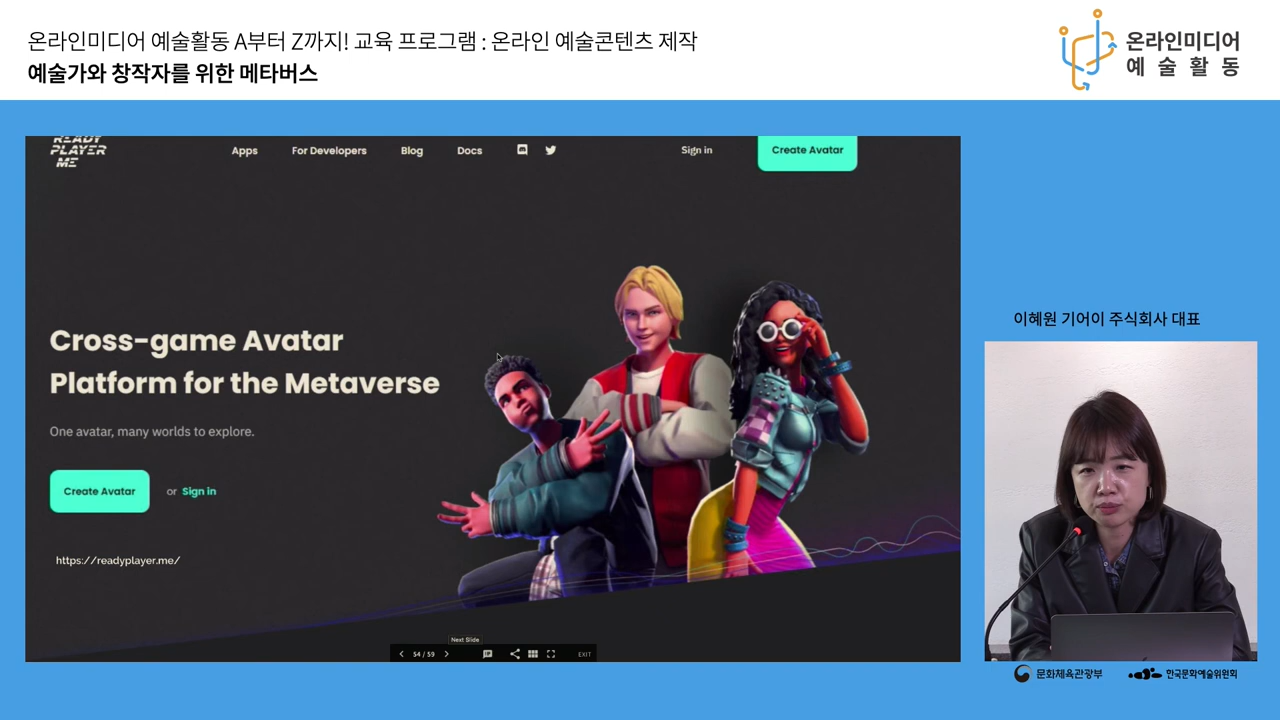 온라인미디어 예술활동 A부터 Z까지! 교육 프로그램 : 온라인 예술콘텐츠 제작
예술가와 창작자를 위한 메타버스
온라인미디어
예 술 활 동
READY
PLAYER
ME
Apps
For Developers
Blog
Docs
Sign in
Create Avatar
Cross-game Avatar
Platform for the Metaverse
One avatar, many worlds to explore.
Create Avatar
or Sign in
https://readyplayer.me/
Next Slide
54 / 59
EXIT
이혜원 기어이 주식회사 대표
문화체육관광부
한국문화예술위원회